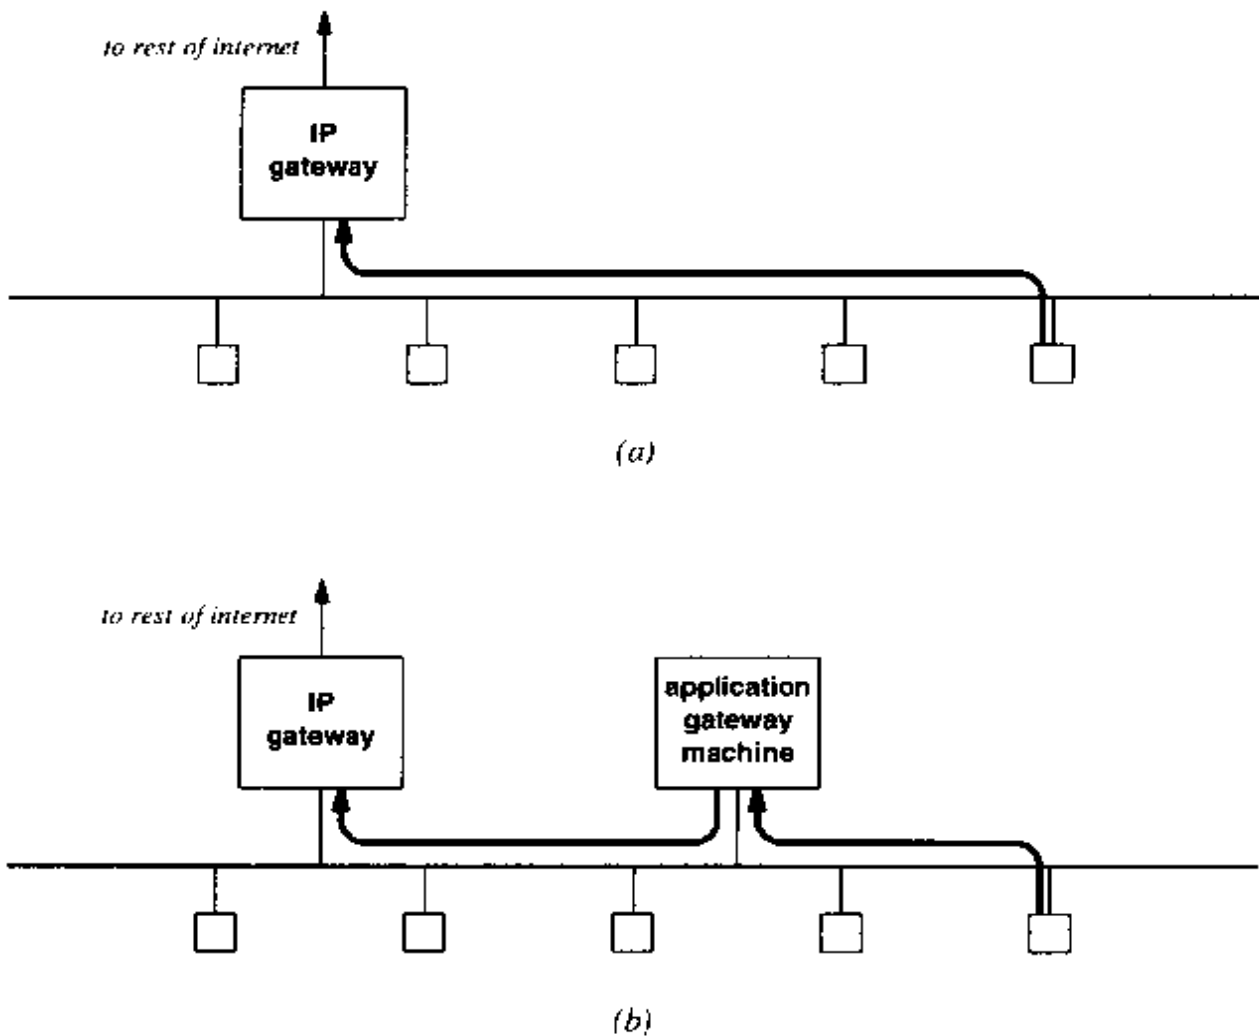 to rest of internet
IP
gateway
(a)
to rest of internet
IP
gateway
application
gateway
machine
(b)